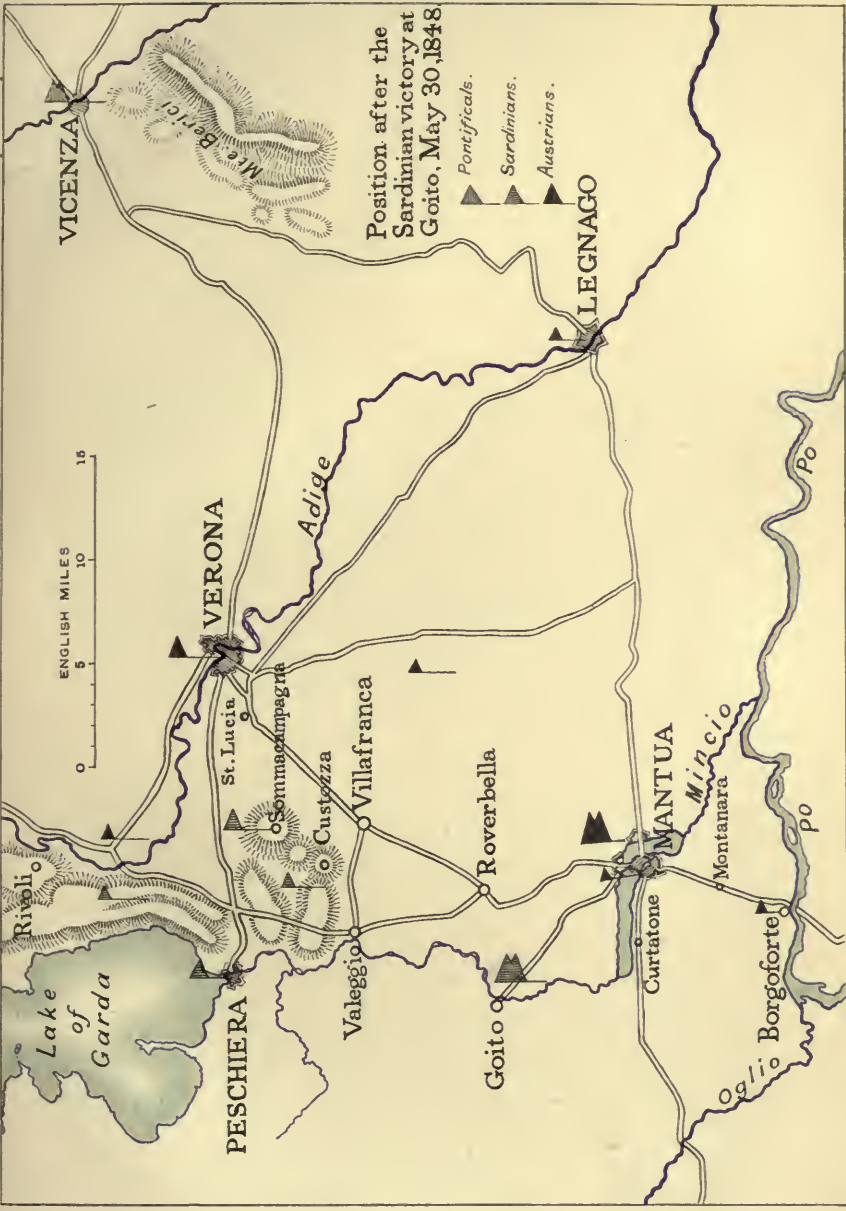 Position after the
Sardinian victory at
Goito, May 30, 1848.
Pontificals.
Sardinians.
Austrians.
ENGLISH MILES
0 5 10 15
Lake
of
Garda
Rivoli
PESCHIERA
VERONA
VICENZA
Mte. Berici
St. Lucia
Sommacampagna
Custozza
Villafranca
Valeggio
Adige
Roverbella
Goito
LEGNAGO
MANTUA
Curtatone
Mincio
Montanara
Borgoforte
Oglio
Po
Po